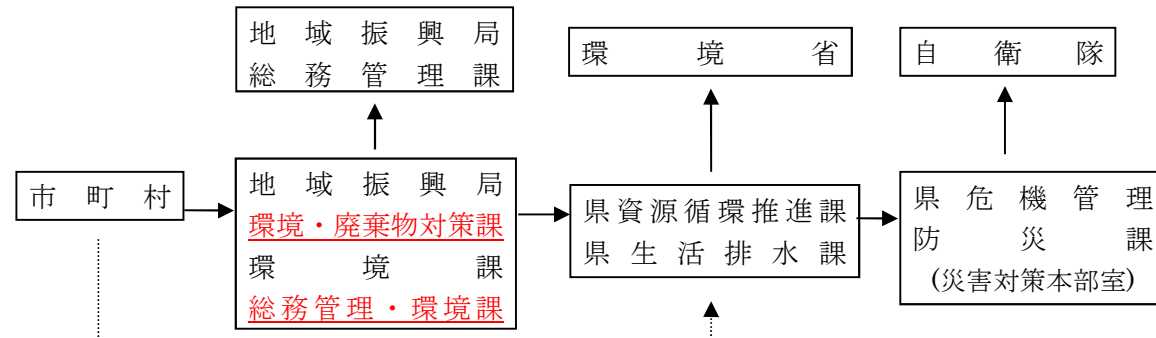 地域振興局
総務管理課
環境省
自衛隊
市町村
地域振興局
環境・廃棄物対策課
環境課
総務管理・環境課
県資源循環推進課
県生活排水課
県危機管理
防災課
(災害対策本部室)